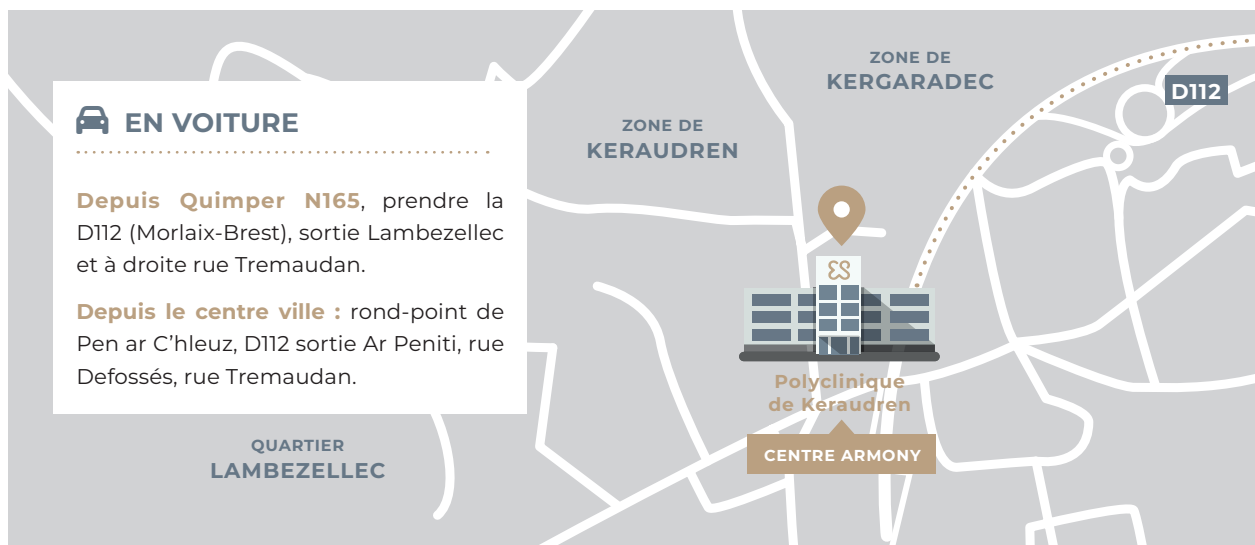 ZONE DE
KERGARADEC
D112
ZONE DE
KERAUDREN
EN VOITURE
Depuis Quimper N165, prendre la
D112 (Morlaix-Brest), sortie Lambezellec
et à droite rue Tremaudan.
Depuis le centre ville : rond-point de
Pen ar C’hleuz, D112 sortie Ar Peniti, rue
Defossés, rue Tremaudan.
Polyclinique
de Keraudren
CENTRE ARMONY
QUARTIER
LAMBEZELLEC